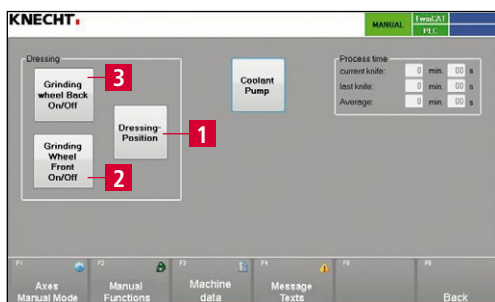 KNECHT.
MANUAL
TwinCAT
PLC
Dressing
Grinding
wheel Back
On/Off
3
Dressing-
Position
1
Grinding
Wheel
Front
On/Off
2
Coolant
Pump
Process time
current knife: 0 min. 00 s
last knife: 0 min. 00 s
Average: 0 min. 00 s
F1
Axes
Manual Mode
F2
Manual
Functions
F3
Machine
data
F4
Message
Texts
F5
F6
Back